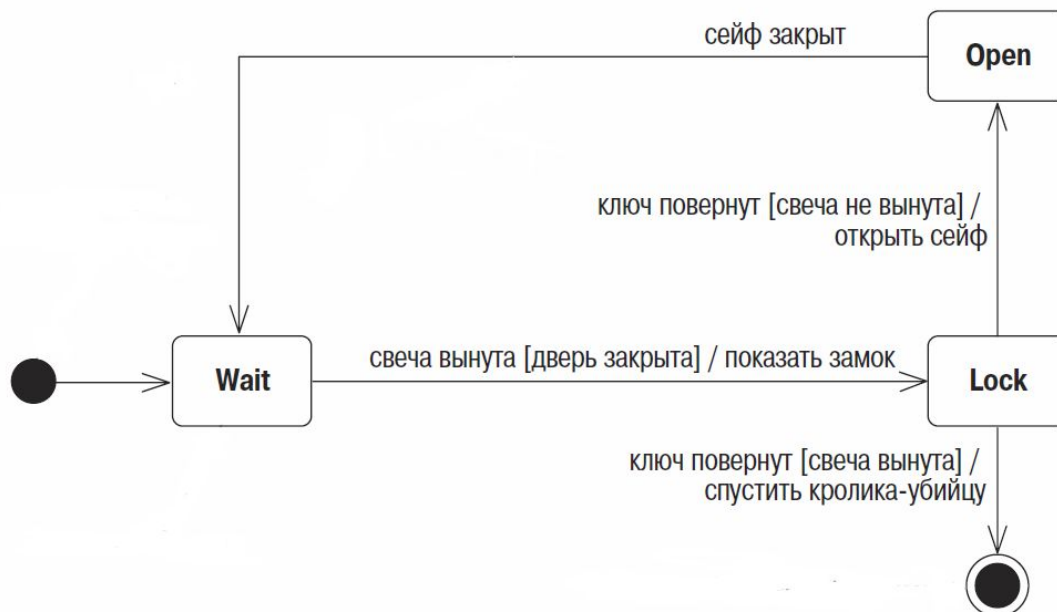 сейф закрыт
Open
ключ повернут [свеча не вынута] /
открыть сейф
Wait
свеча вынута [дверь закрыта] / показать замок
Lock
ключ повернут [свеча вынута] /
спустить кролика-убийцу